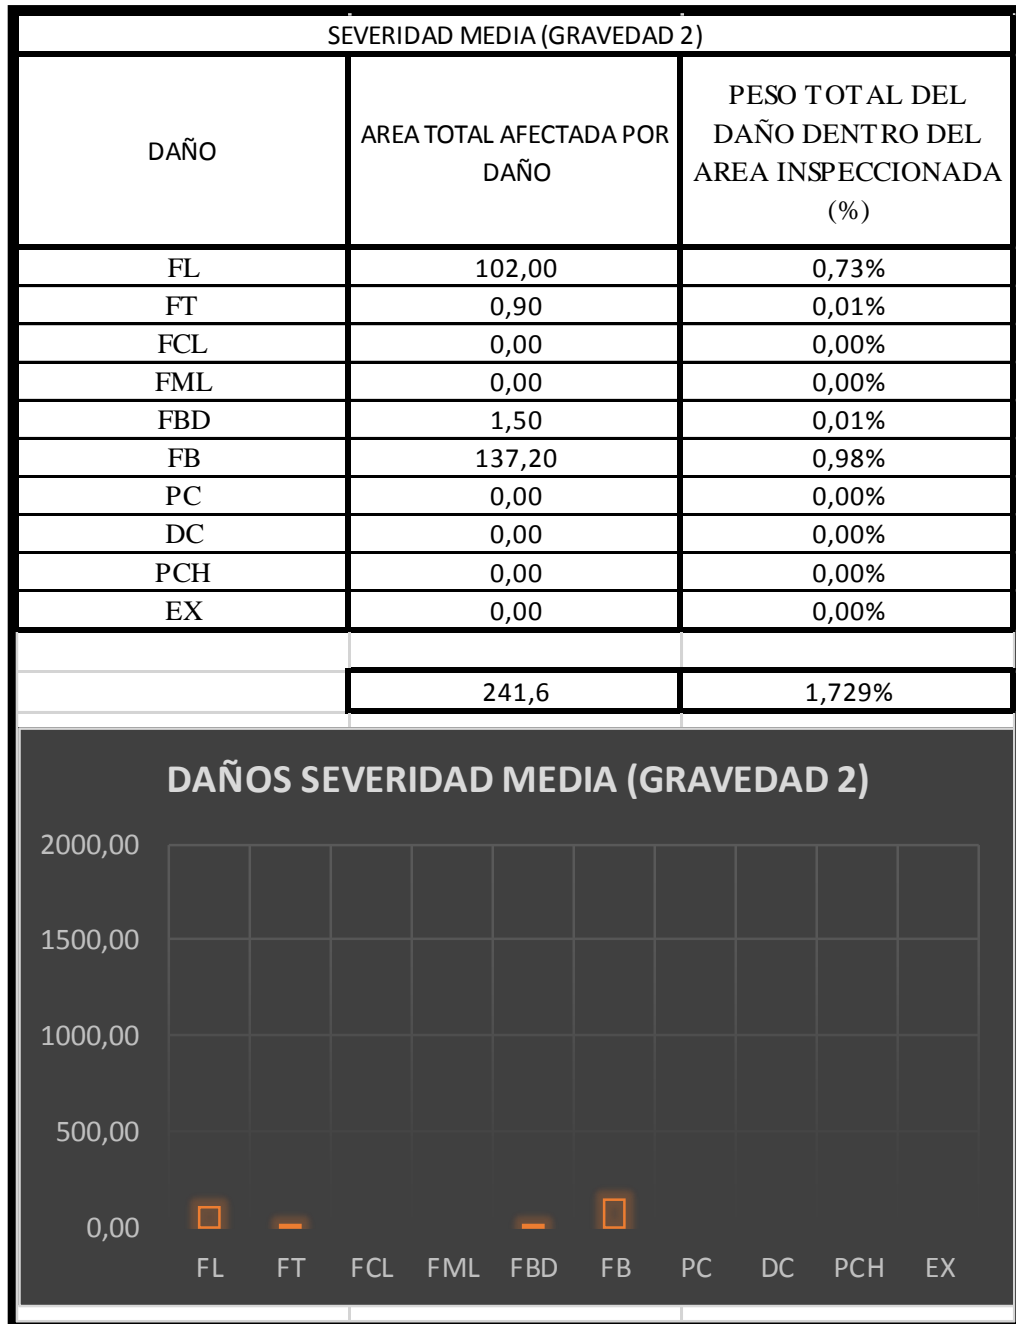 SEVERIDAD MEDIA (GRAVEDAD 2)
DAÑO
AREA TOTAL AFECTADA POR
DAÑO
PESO TOTAL DEL
DAÑO DENTRO DEL
AREA INSPECCIONADA
(%)
FL 102,00 0,73%
FT 0,90 0,01%
FCL 0,00 0,00%
FML 0,00 0,00%
FBD 1,50 0,01%
FB 137,20 0,98%
PC 0,00 0,00%
DC 0,00 0,00%
PCH 0,00 0,00%
EX 0,00 0,00%
241,6 1,729%
DAÑOS SEVERIDAD MEDIA (GRAVEDAD 2)
2000,00
1500,00
1000,00
500,00
0,00
FL FT FCL FML FBD FB PC DC PCH EX